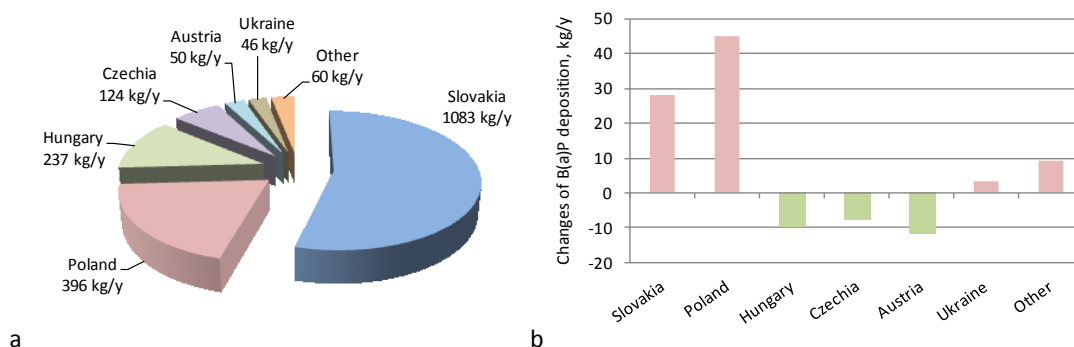 Ukraine
46 kg/y
Austria
50 kg/y
Other
60 kg/y
Czechia
124 kg/y
Slovakia
1083 kg/y
Hungary
237 kg/y
Poland
396 kg/y
a
Changes of B(a)P deposition, kg/y
50
40
30
20
10
0
-10
-20
Slovakia
Poland
Hungary
Czechia
Austria
Ukraine
Other
b